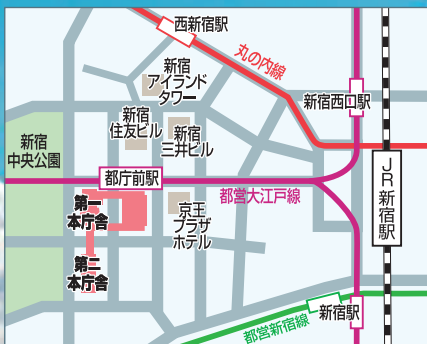 西新宿駅
丸の内線
新宿
アイランド
タワー
新宿西口駅
新宿
住友ビル
新宿
三井ビル
新宿
中央公園
都庁前駅
都営大江戸線
JR新宿駅
第一
本庁舎
京王
プラザ
ホテル
第二
本庁舎
新宿駅
都営新宿線